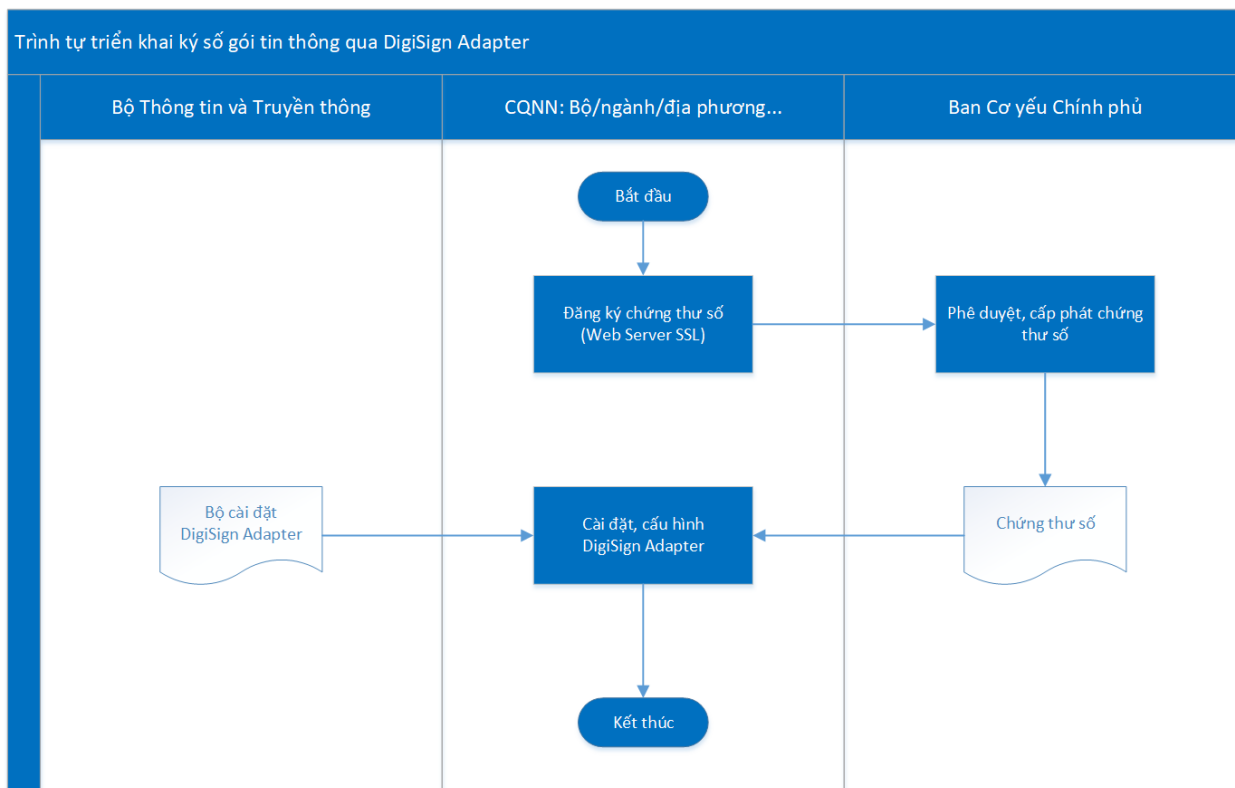 Trình tự triển khai ký số gói tin thông qua DigiSign Adapter
Bộ Thông tin và Truyền thông
CQNN: Bộ/ngành/địa phương...
Ban Cơ yếu Chính phủ
Bắt đầu
Đăng ký chứng thư số
(Web Server SSL)
Phê duyệt, cấp phát chứng
thư số
Bộ cài đặt
DigiSign Adapter
Cài đặt, cấu hình
DigiSign Adapter
Chứng thư số
Kết thúc